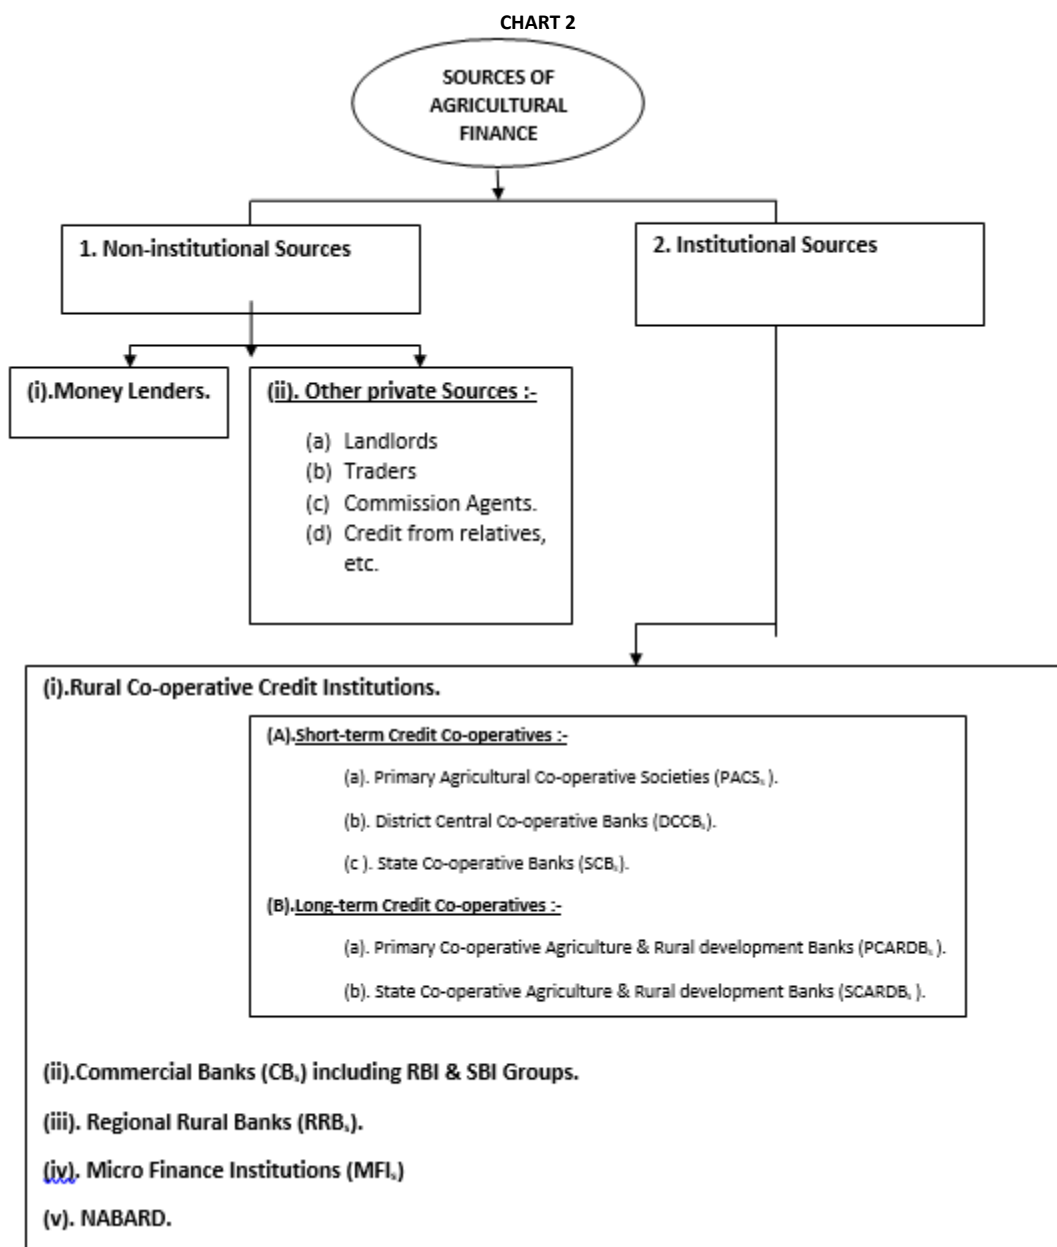 CHART 2
SOURCES OF
AGRICULTURAL
FINANCE
1. Non-institutional Sources
2. Institutional Sources
(i).Money Lenders.
(ii). Other private Sources :-
(a) Landlords
(b) Traders
(c) Commission Agents.
(d) Credit from relatives,
etc.
(i).Rural Co-operative Credit Institutions.
(A).Short-term Credit Co-operatives :-
(a). Primary Agricultural Co-operative Societies (PACSs ).
(b). District Central Co-operative Banks (DCCBs).
(c ). State Co-operative Banks (SCBs).
(B).Long-term Credit Co-operatives :-
(a). Primary Co-operative Agriculture & Rural development Banks (PCARDBs ).
(b). State Co-operative Agriculture & Rural development Banks (SCARDBs ).
(ii).Commercial Banks (CBs) including RBI & SBI Groups.
(iii). Regional Rural Banks (RRBs).
(iv). Micro Finance Institutions (MFIs)
(v). NABARD.